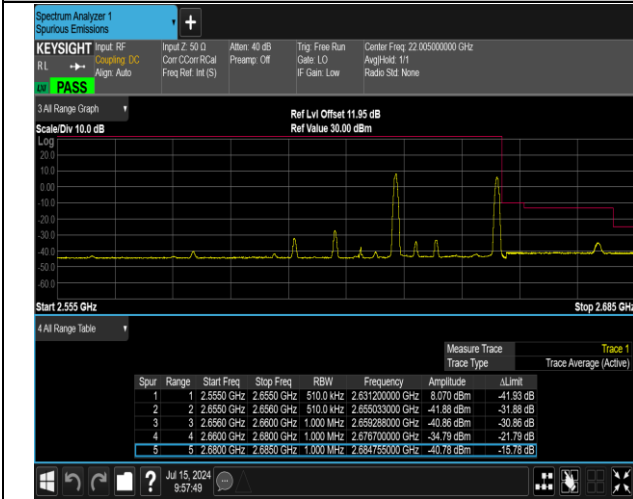 Spectrum Analyzer 1
Spurious Emissions
KEYSIGHT Input: RF Input Z: 50 Ω Atten: 40 dB Trig: Free Run Center Freq: 22.005000000 GHz
RL Coupling: DC Corr CCorr RCal Preamp: Off Gate: LO Avg|Hold: 1/1
Align: Auto Freq Ref: Int (S) IF Gain: Low Radio Std: None
PASS
3 All Range Graph
Ref Lvl Offset 11.95 dB
Scale/Div 10.0 dB Ref Value 30.00 dBm
Log
20.0
10.0
0.00
-10.0
-20.0
-30.0
-40.0
-50.0
-60.0
Start 2.555 GHz Stop 2.685 GHz
4 All Range Table
Measure Trace Trace 1
Trace Type Trace Average (Active)
Spur Range Start Freq Stop Freq RBW Frequency Amplitude ΔLimit
1 1 2.5550 GHz 2.6550 GHz 510.0 kHz 2.631200000 GHz 8.070 dBm -41.93 dB
2 2 2.6550 GHz 2.6560 GHz 510.0 kHz 2.655033000 GHz -41.88 dBm -31.88 dB
3 3 2.6560 GHz 2.6600 GHz 1.000 MHz 2.659288000 GHz -40.86 dBm -30.86 dB
4 4 2.6600 GHz 2.6800 GHz 1.000 MHz 2.676700000 GHz -34.79 dBm -21.79 dB
5 5 2.6800 GHz 2.6850 GHz 1.000 MHz 2.684755000 GHz -40.78 dBm -15.78 dB
Jul 15, 2024
9:57:49